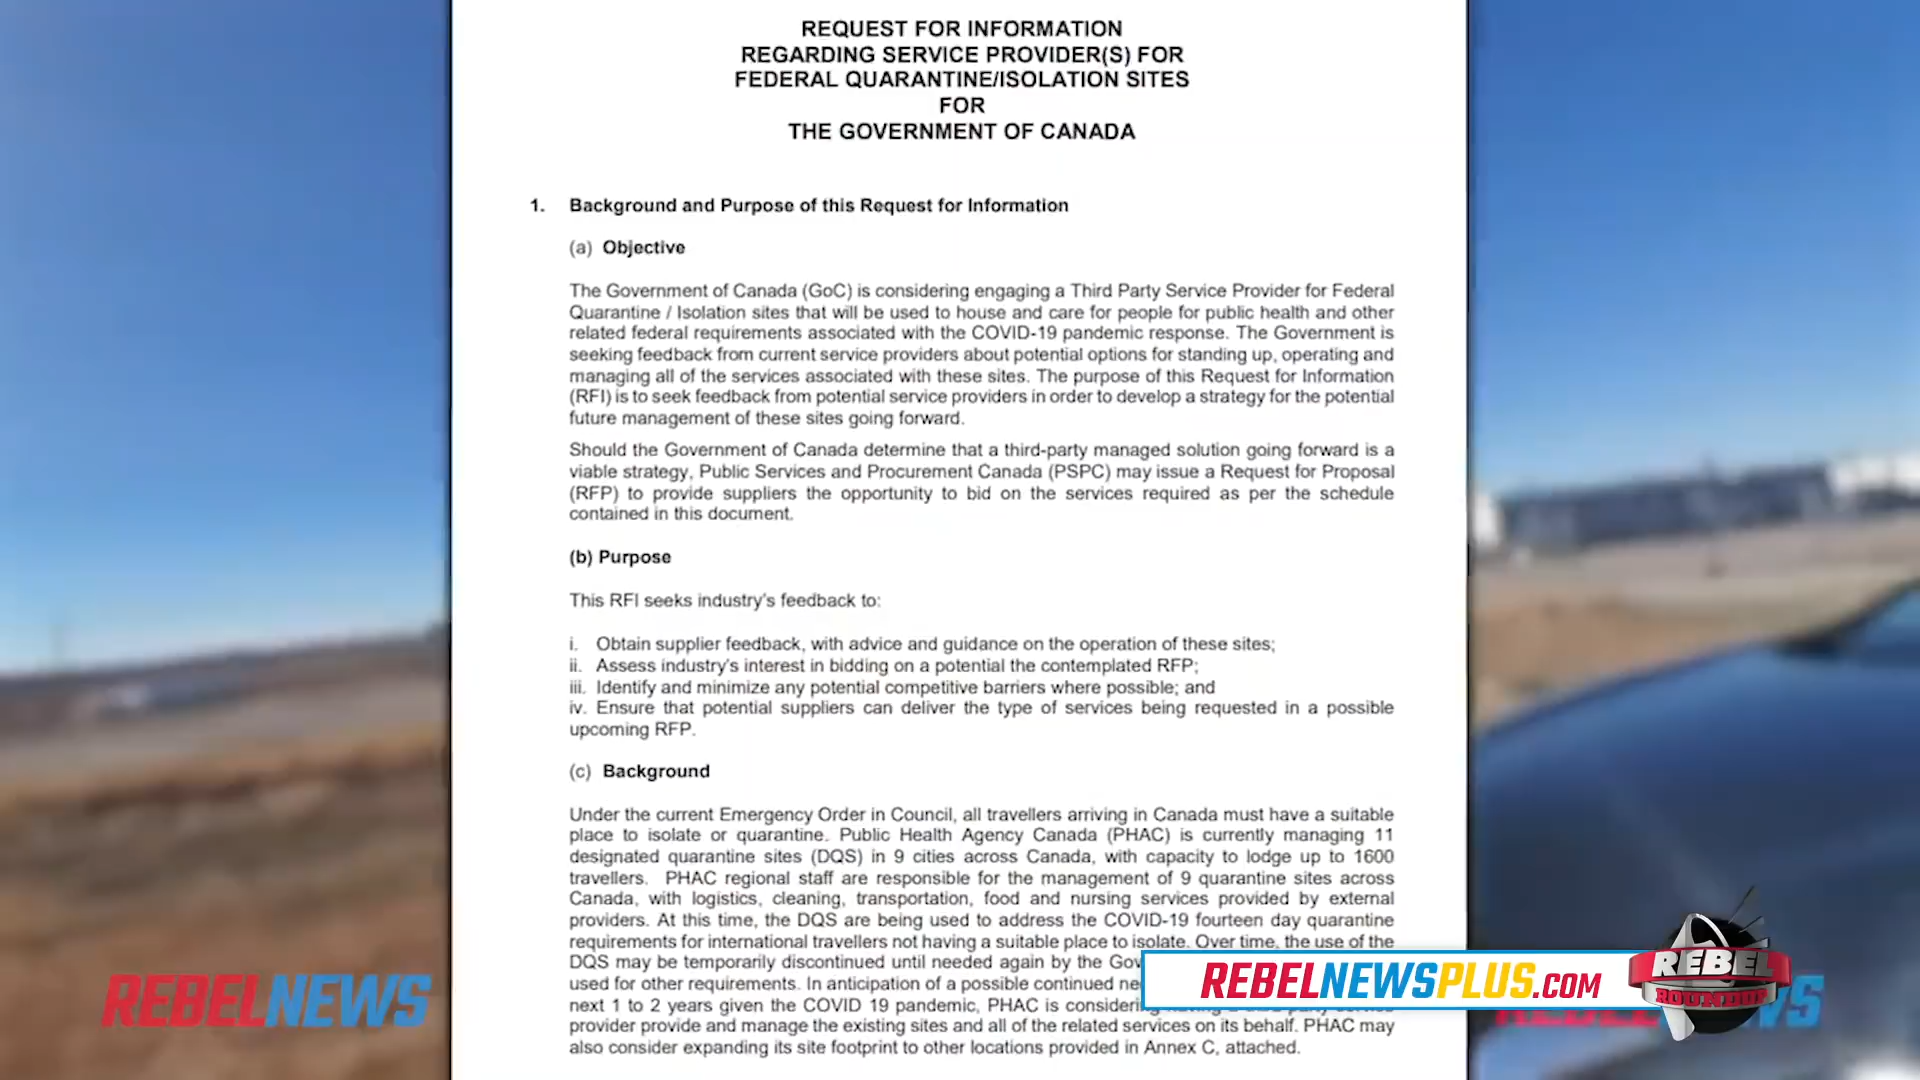 REQUEST FOR INFORMATION
REGARDING SERVICE PROVIDER(S) FOR
FEDERAL QUARANTINE/ISOLATION SITES
FOR
THE GOVERNMENT OF CANADA
1. Background and Purpose of this Request for Information
(a) Objective
The Government of Canada (GoC) is considering engaging a Third Party Service Provider for Federal
Quarantine / Isolation sites that will be used to house and care for people for public health and other
related federal requirements associated with the COVID-19 pandemic response. The Government is
seeking feedback from current service providers about potential options for standing up, operating and
managing all of the services associated with these sites. The purpose of this Request for Information
(RFI) is to seek feedback from potential service providers in order to develop a strategy for the potential
future management of these sites going forward.
Should the Government of Canada determine that a third-party managed solution going forward is a
viable strategy, Public Services and Procurement Canada (PSPC) may issue a Request for Proposal
(RFP) to provide suppliers the opportunity to bid on the services required as per the schedule
contained in this document.
(b) Purpose
This RFI seeks industry's feedback to:
i. Obtain supplier feedback, with advice and guidance on the operation of these sites;
ii. Assess industry's interest in bidding on a potential the contemplated RFP;
iii. Identify and minimize any potential competitive barriers where possible; and
iv. Ensure that potential suppliers can deliver the type of services being requested in a possible
upcoming RFP.
(c) Background
Under the current Emergency Order in Council, all travellers arriving in Canada must have a suitable
place to isolate or quarantine. Public Health Agency Canada (PHAC) is currently managing 11
designated quarantine sites (DQS) in 9 cities across Canada, with capacity to lodge up to 1600
travellers. PHAC regional staff are responsible for the management of 9 quarantine sites across
Canada, with logistics, cleaning, transportation, food and nursing services provided by external
providers. At this time, the DQS are being used to address the COVID-19 fourteen day quarantine
requirements for international travellers not having a suitable place to isolate. Over time, the use of the
DQS may be temporarily discontinued until needed again by the
used for other requirements. In anticipation of a possible continued
next 1 to 2 years given the COVID 19 pandemic, PHAC is
provider provide and manage the existing sites and all of the related services on its behalf. PHAC may
also consider expanding its site footprint to other locations provided in Annex C, attached.
REBELNEWS
REBELNEWSPLUS.COM
REBEL
ROUNDUP